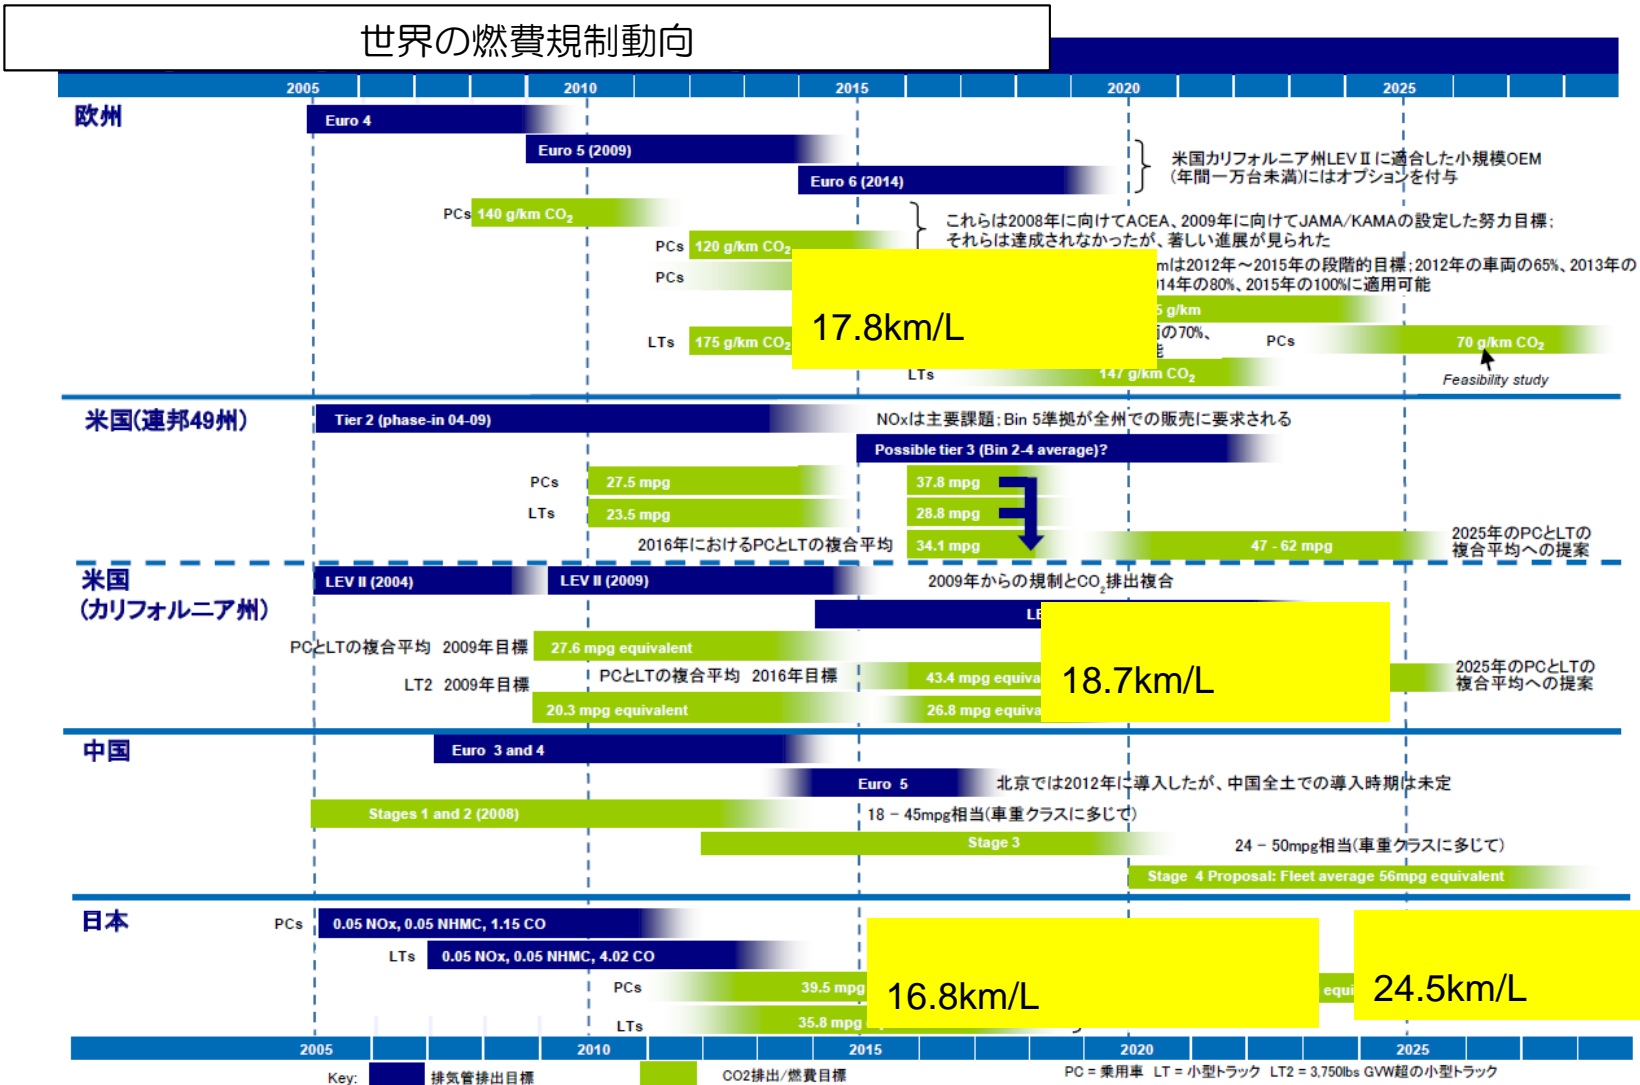 世界の燃費規制動向
2005 2010 2015 2020 2025
欧州
Euro 4
Euro 5 (2009)
Euro 6 (2014)
米国カリフォルニア州LEVⅡに適合した小規模OEM
(年間一万台未満)にはオプションを付与
PCs 140 g/km CO2
これらは2008年に向けてACEA、2009年に向けてJAMA/KAMAの設定した努力目標;
それらは達成されなかったが、著しい進展が見られた
PCs 120 g/km CO2
PCs
mは2012年～2015年の段階的目標;2012年の車両の65%、2013年の
14年の80%、2015年の100%に適用可能
17.8km/L
5 g/km
LTs 175 g/km CO2
の70%、
PCs 70 g/km CO2
LTs 147 g/km CO2
Feasibility study
米国(連邦49州)
Tier 2 (phase-in 04-09)
NOxは主要課題;Bin 5準拠が全州での販売に要求される
Possible tier 3 (Bin 2-4 average)?
PCs 27.5 mpg 37.8 mpg
LTs 23.5 mpg 28.8 mpg
2016年におけるPCとLTの複合平均 34.1 mpg 47 - 62 mpg
2025年のPCとLTの
複合平均への提案
米国
(カリフォルニア州)
LEV II (2004) LEV II (2009)
2009年からの規制とCO2排出複合
LE
PCとLTの複合平均 2009年目標 27.6 mpg equivalent
PCとLTの複合平均 2016年目標 43.4 mpg equiva
18.7km/L
2025年のPCとLTの
複合平均への提案
LT2 2009年目標 20.3 mpg equivalent 26.8 mpg equiva
中国
Euro 3 and 4
Euro 5 北京では2012年に導入したが、中国全土での導入時期は未定
Stages 1 and 2 (2008) 18 - 45mpg相当(車重クラスに多じて)
Stage 3 24 - 50mpg相当(車重クラスに多じて)
Stage 4 Proposal: Fleet average 56mpg equivalent
日本
PCs 0.05 NOx, 0.05 NHMC, 1.15 CO
LTs 0.05 NOx, 0.05 NHMC, 4.02 CO
PCs 39.5 mpg 16.8km/L equi 24.5km/L
LTs 35.8 mpg
2005 2010 2015 2020 2025
Key: 排気管排出目標 CO2排出/燃費目標 PC = 乗用車 LT = 小型トラック LT2 = 3,750lbs GVW超の小型トラック